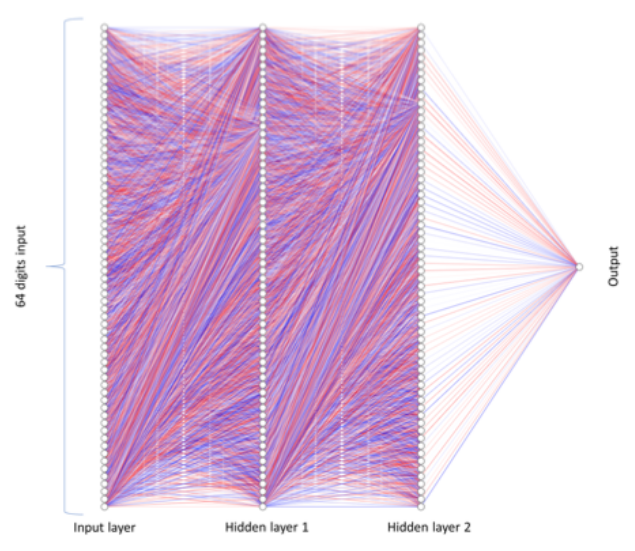 64 digits input
Output
Input layer
Hidden layer 1
Hidden layer 2